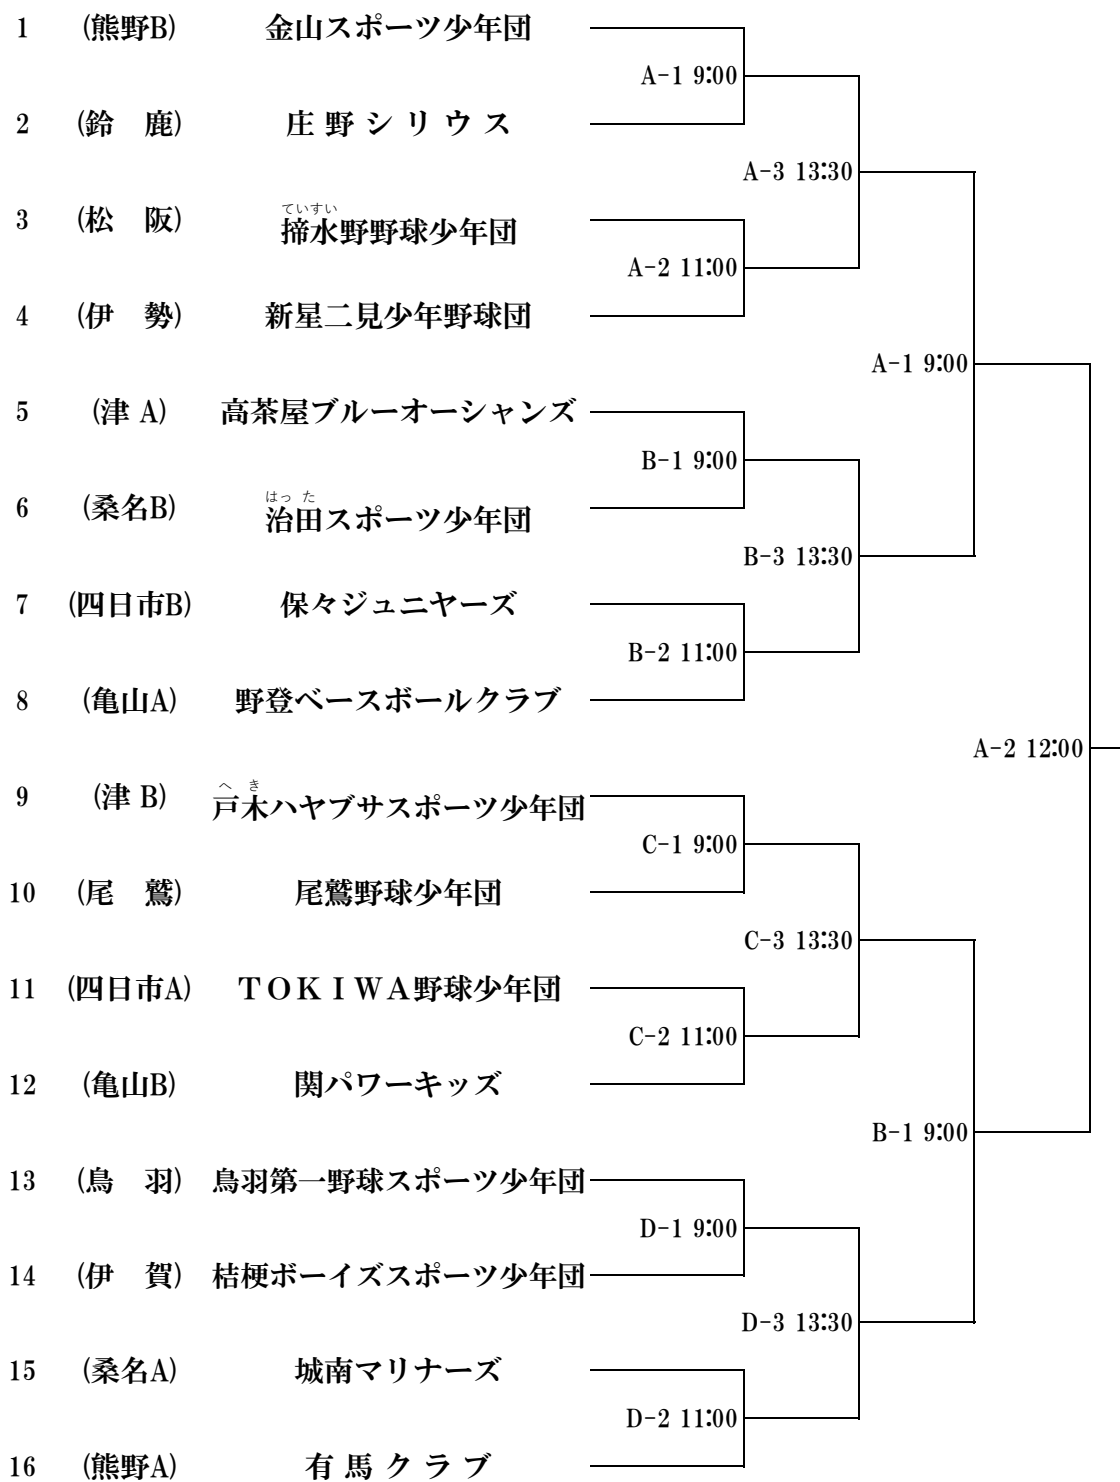 1 (熊野B) 金山スポーツ少年団
A-1 9:00
2 (鈴 鹿) 庄野シリウス
A-3 13:30
ていすい
3 (松 阪) 揥水野野球少年団
A-2 11:00
4 (伊 勢) 新星二見少年野球団
A-1 9:00
5 (津 A) 高茶屋ブルーオーシャンズ
B-1 9:00
はった
6 (桑名B) 治田スポーツ少年団
B-3 13:30
7 (四日市B) 保々ジュニヤーズ
B-2 11:00
8 (亀山A) 野登ベースボールクラブ
A-2 12:00
へき
9 (津 B) 戸木ハヤブサスポーツ少年団
C-1 9:00
10 (尾 鷲) 尾鷲野球少年団
C-3 13:30
11 (四日市A) TOKIWA野球少年団
C-2 11:00
12 (亀山B) 関パワーキッズ
B-1 9:00
13 (鳥 羽) 鳥羽第一野球スポーツ少年団
D-1 9:00
14 (伊 賀) 桔梗ボーイズスポーツ少年団
D-3 13:30
15 (桑名A) 城南マリナーズ
D-2 11:00
16 (熊野A) 有馬クラブ